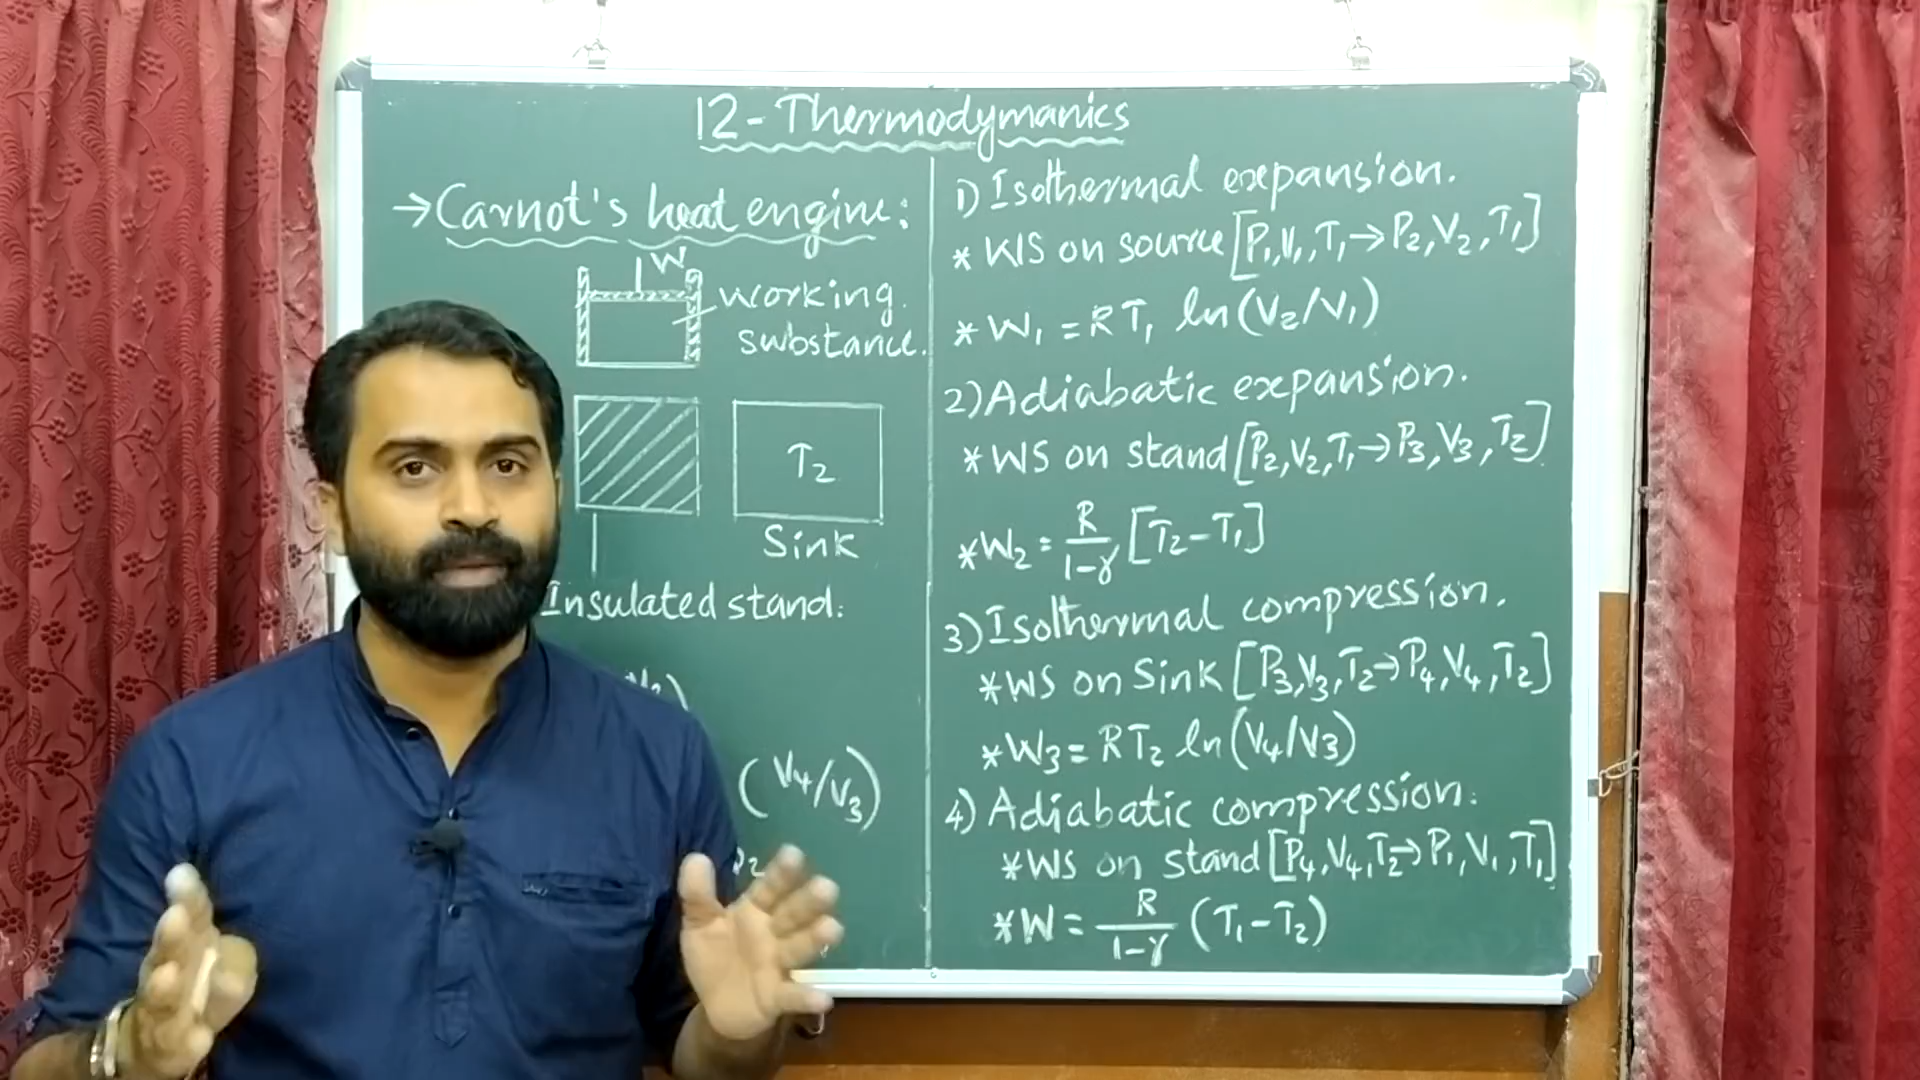 12-Thermodymanics
→Carnot's heat engine:
W
working
substance.
T₂
Sink
Insulated stand:
V₂)
(V₄/V₃)
P₂
1) Isothermal expansion.
* WS on source [P₁,V₁,T₁→P₂,V₂,T₁]
* W₁ = RT₁ ln(V₂/V₁)
2) Adiabatic expansion.
* WS on stand [P₂,V₂,T₁→P₃,V₃,T₂]
* W₂ = R/1-γ [T₂-T₁]
3) Isothermal compression.
* WS on Sink [P₃,V₃,T₂→P₄,V₄,T₂]
* W₃ = RT₂ ln(V₄/V₃)
4) Adiabatic compression:
* WS on stand [P₄,V₄,T₂→P₁,V₁,T₁]
* W = R/1-γ (T₁-T₂)